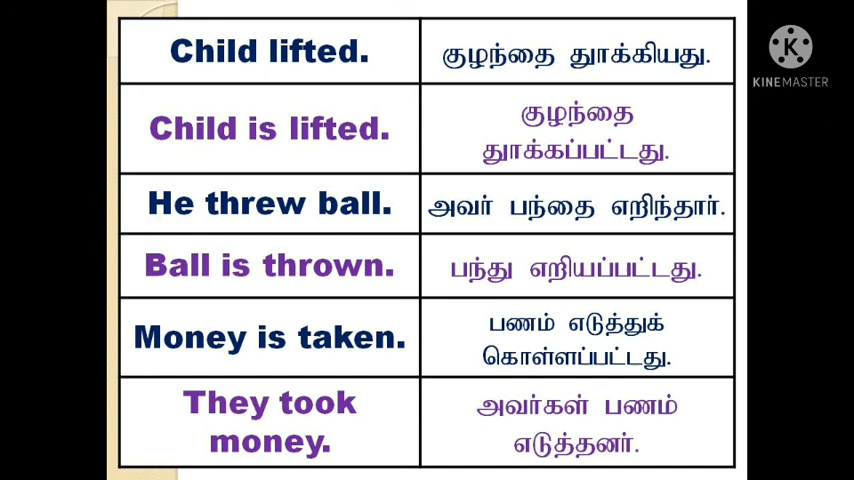 Child lifted.
குழந்தை தூக்கியது.
Child is lifted.
குழந்தை
தூக்கப்பட்டது.
He threw ball.
அவர் பந்தை எறிந்தார்.
Ball is thrown.
பந்து எறியப்பட்டது.
Money is taken.
பணம் எடுத்துக்
கொள்ளப்பட்டது.
They took
money.
அவர்கள் பணம்
எடுத்தனர்.
K
KINEMASTER